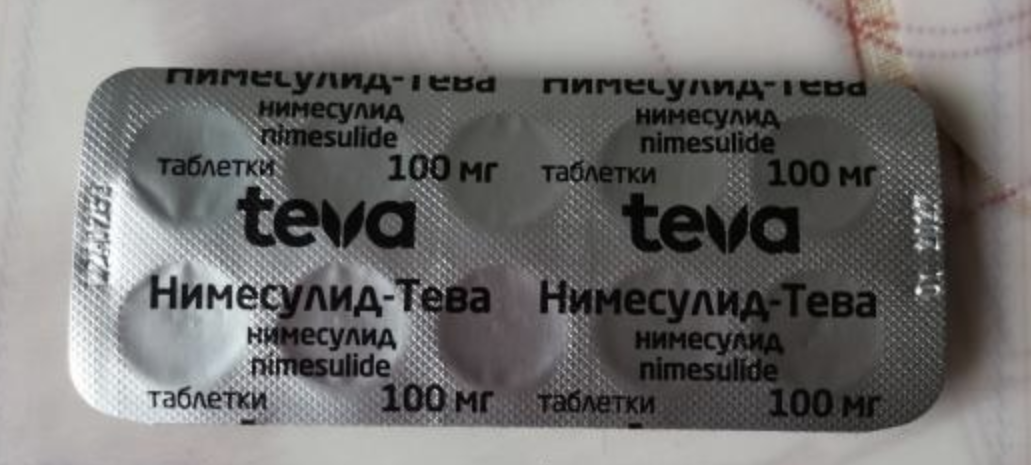 Нимесулид-Тева Нимесулид-Тева
нимесулид нимесулид
nimesulide nimesulide
таблетки 100 мг таблетки 100 мг
teva teva
Нимесулид-Тева Нимесулид-Тева
нимесулид нимесулид
nimesulide nimesulide
таблетки 100 мг таблетки 100 мг